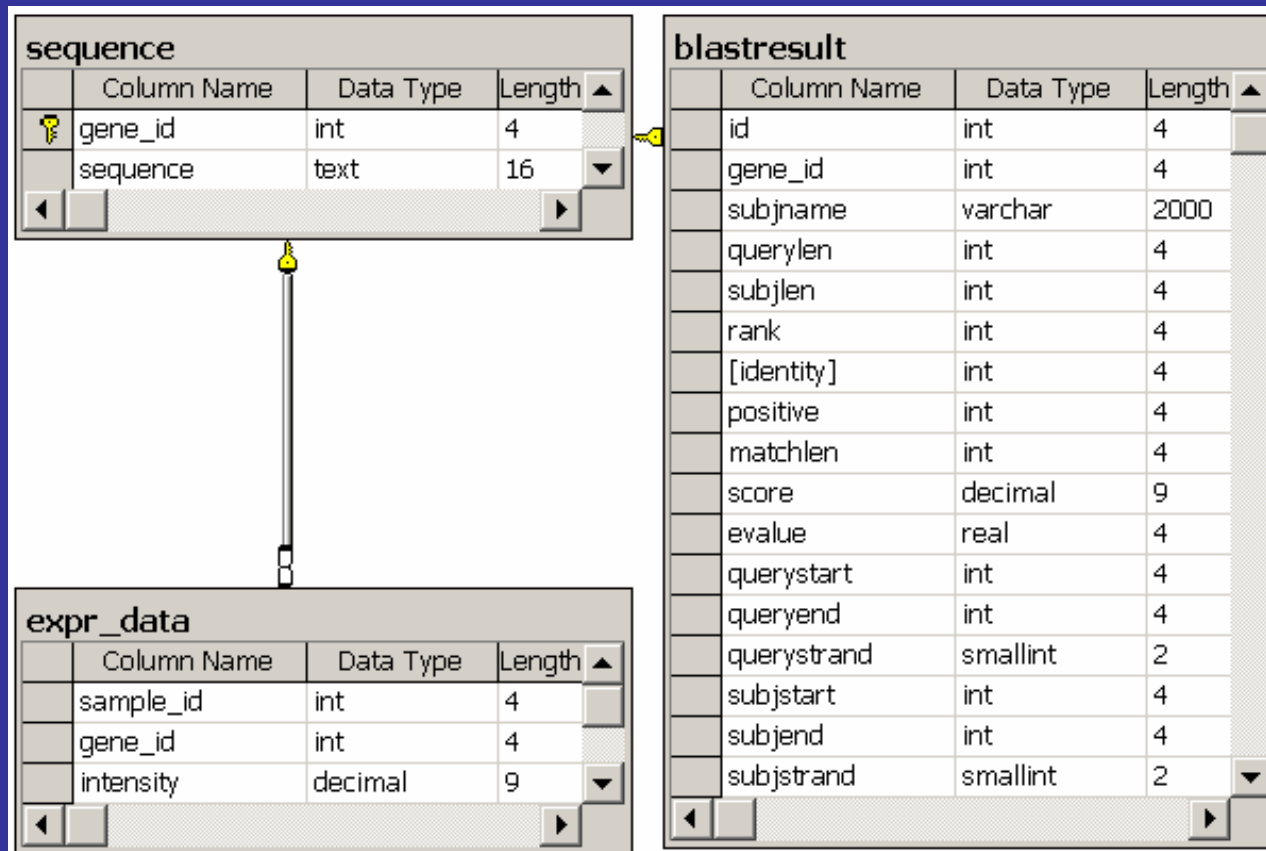 sequence
Column Name Data Type Length
gene_id int 4
sequence text 16
expr_data
Column Name Data Type Length
sample_id int 4
gene_id int 4
intensity decimal 9
blastresult
Column Name Data Type Length
id int 4
gene_id int 4
subjname varchar 2000
querylen int 4
subjlen int 4
rank int 4
[identity] int 4
positive int 4
matchlen int 4
score decimal 9
evalue real 4
querystart int 4
queryend int 4
querystrand smallint 2
subjstart int 4
subjend int 4
subjstrand smallint 2